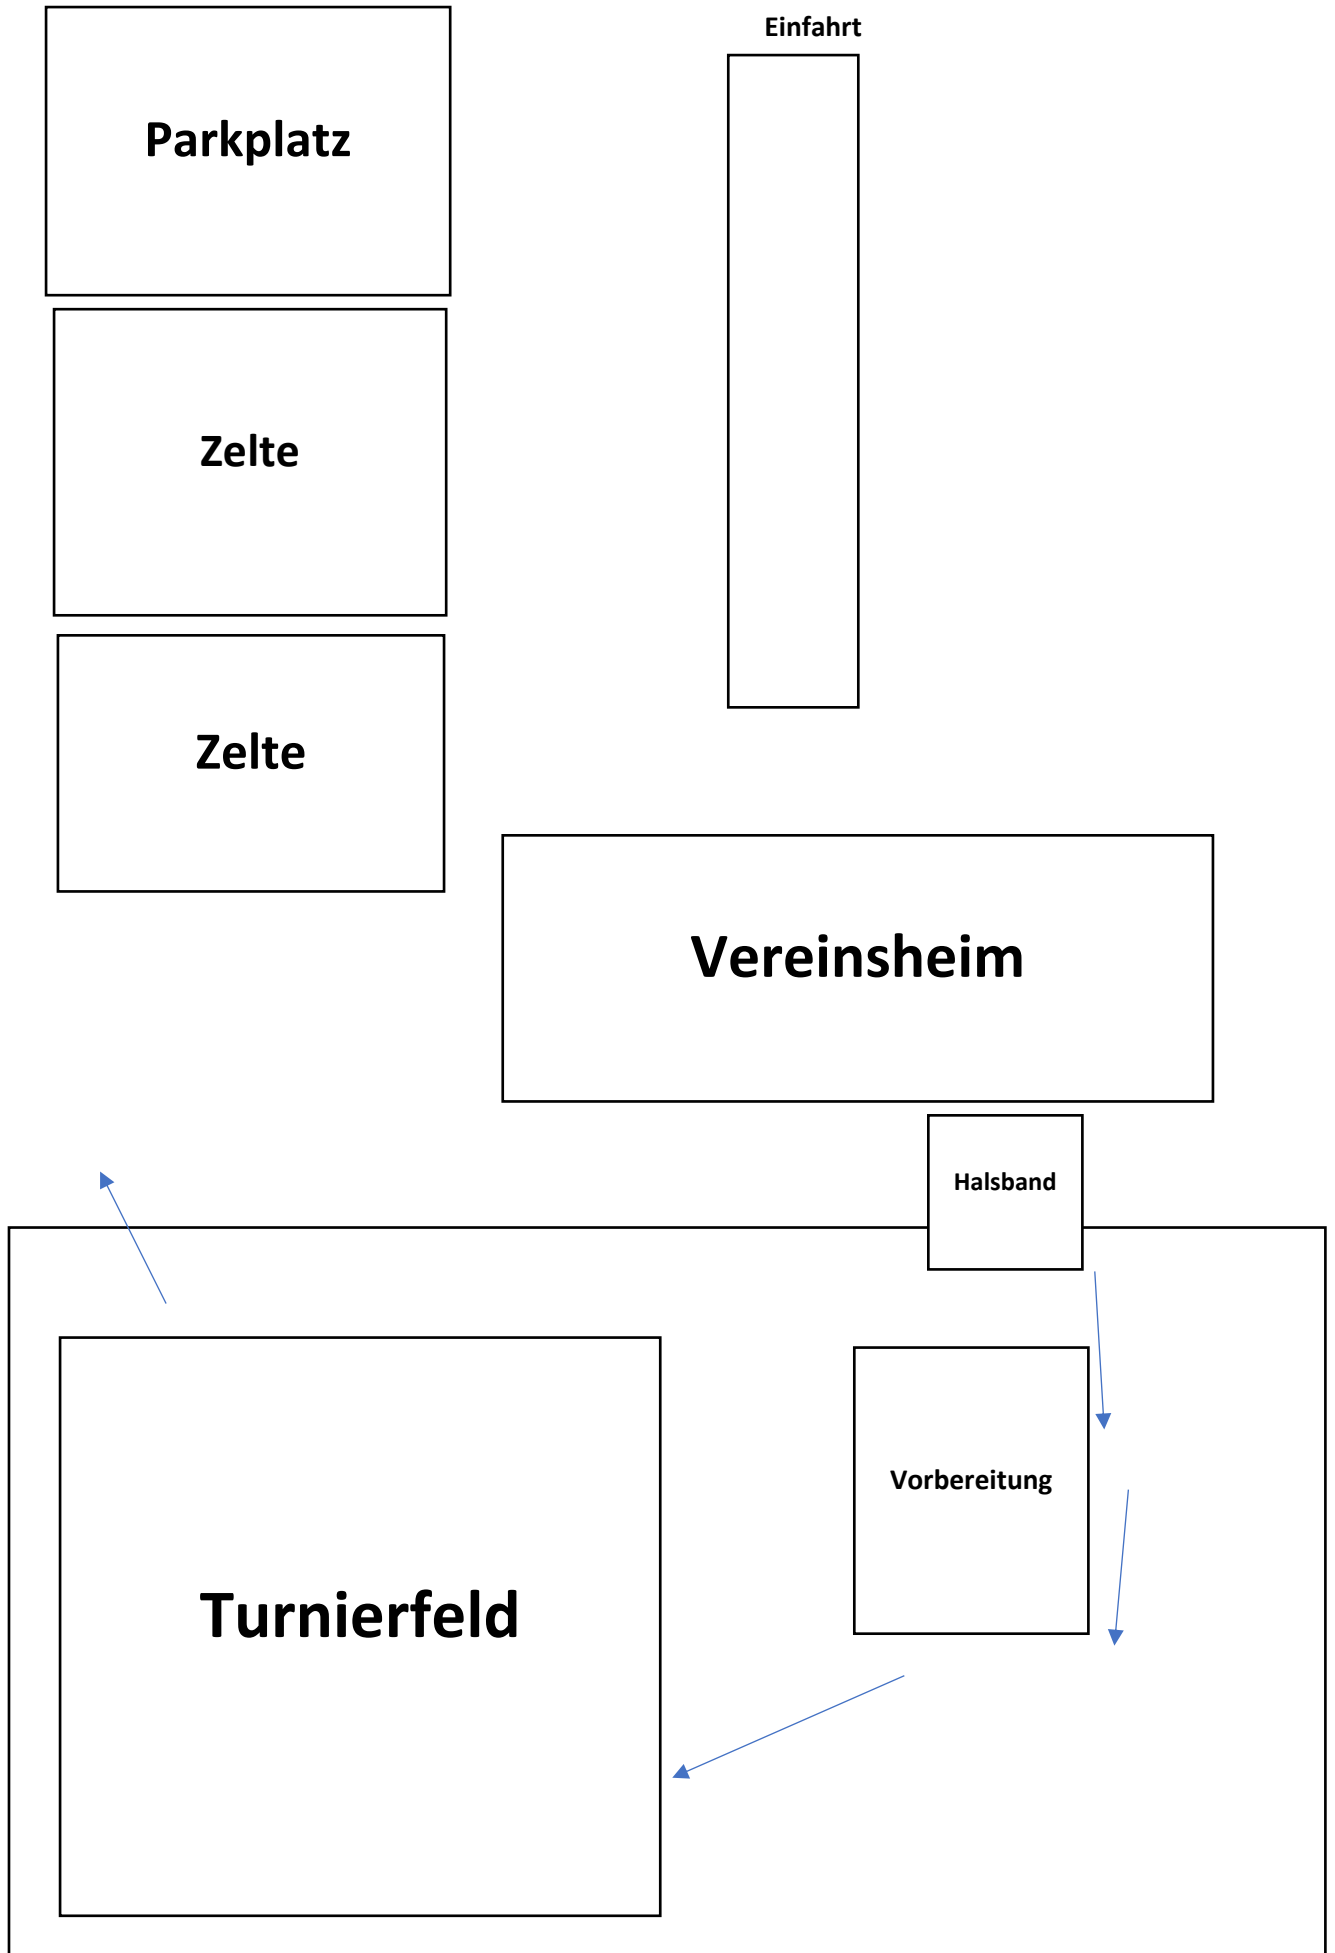 Einfahrt
Parkplatz
Zelte
Zelte
Vereinsheim
Halsband
Vorbereitung
Turnierfeld